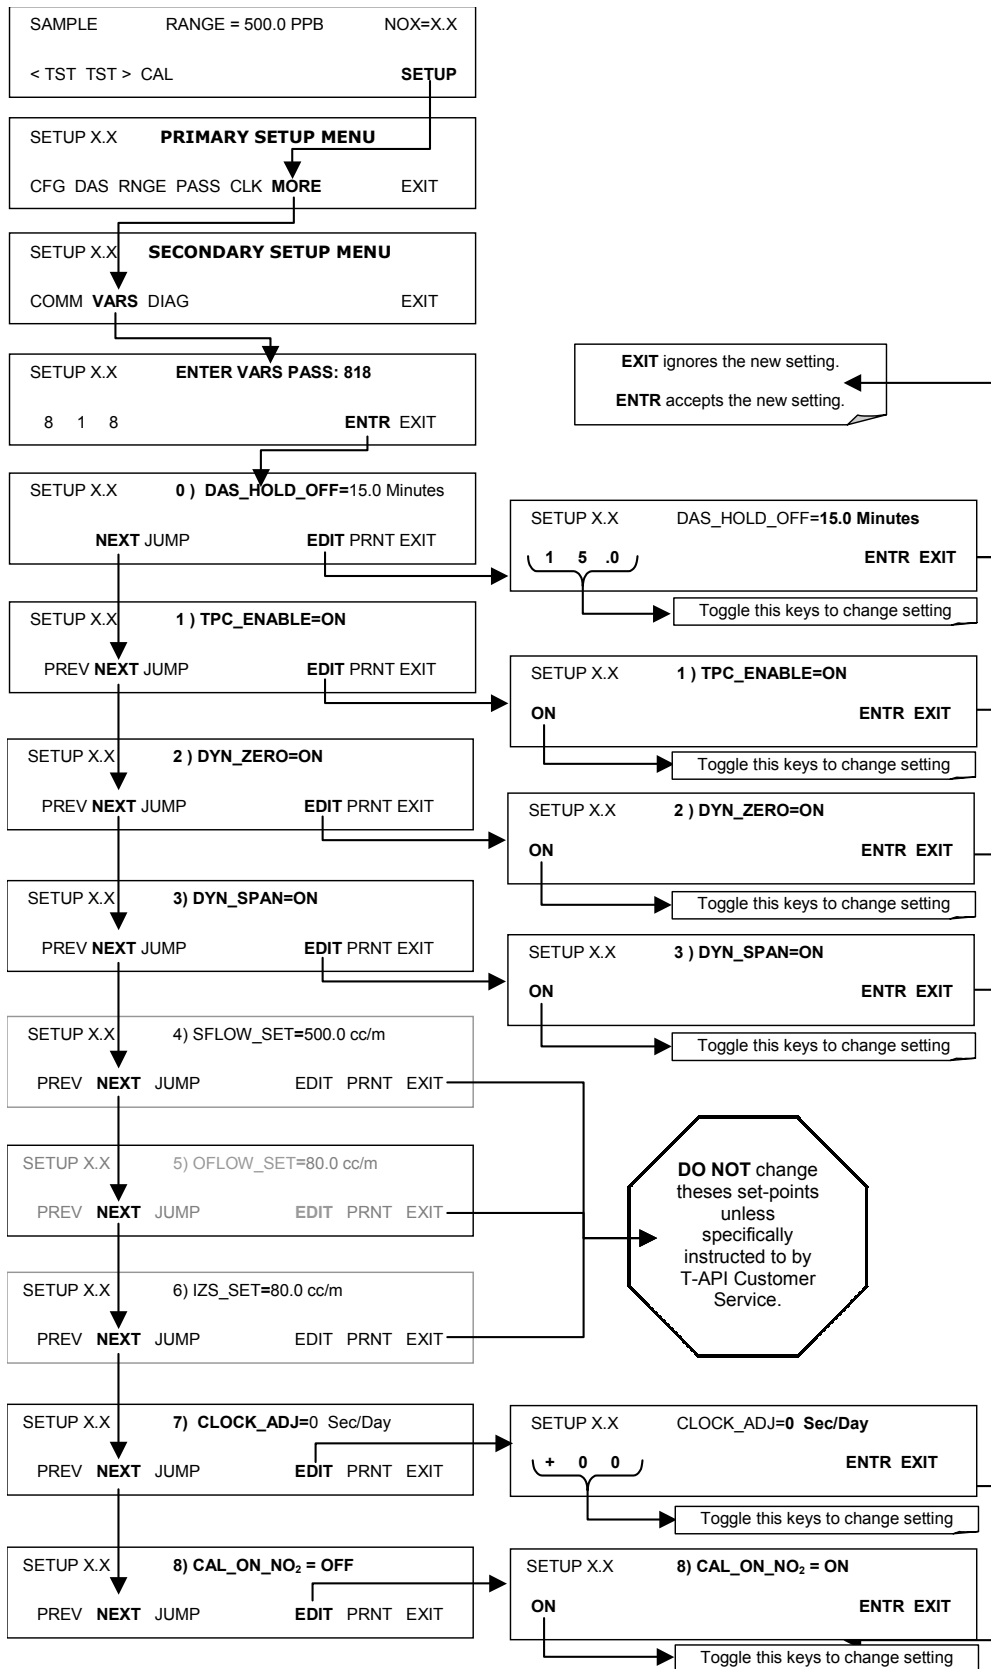 SAMPLE RANGE = 500.0 PPB NOX=X.X
< TST TST > CAL SETUP
SETUP X.X PRIMARY SETUP MENU
CFG DAS RNGE PASS CLK MORE EXIT
SETUP X.X SECONDARY SETUP MENU
COMM VARS DIAG EXIT
SETUP X.X ENTER VARS PASS: 818
8 1 8 ENTR EXIT
EXIT ignores the new setting.
ENTR accepts the new setting.
SETUP X.X 0 ) DAS_HOLD_OFF=15.0 Minutes
NEXT JUMP EDIT PRNT EXIT
SETUP X.X DAS_HOLD_OFF=15.0 Minutes
1 5 .0 ENTR EXIT
Toggle this keys to change setting
SETUP X.X 1 ) TPC_ENABLE=ON
PREV NEXT JUMP EDIT PRNT EXIT
SETUP X.X 1 ) TPC_ENABLE=ON
ON ENTR EXIT
Toggle this keys to change setting
SETUP X.X 2 ) DYN_ZERO=ON
PREV NEXT JUMP EDIT PRNT EXIT
SETUP X.X 2 ) DYN_ZERO=ON
ON ENTR EXIT
Toggle this keys to change setting
SETUP X.X 3) DYN_SPAN=ON
PREV NEXT JUMP EDIT PRNT EXIT
SETUP X.X 3 ) DYN_SPAN=ON
ON ENTR EXIT
Toggle this keys to change setting
SETUP X.X 4) SFLOW_SET=500.0 cc/m
PREV NEXT JUMP EDIT PRNT EXIT
SETUP X.X 5) OFLOW_SET=80.0 cc/m
PREV NEXT JUMP EDIT PRNT EXIT
SETUP X.X 6) IZS_SET=80.0 cc/m
PREV NEXT JUMP EDIT PRNT EXIT
DO NOT change
theses set-points
unless
specifically
instructed to by
T-API Customer
Service.
SETUP X.X 7) CLOCK_ADJ=0 Sec/Day
PREV NEXT JUMP EDIT PRNT EXIT
SETUP X.X CLOCK_ADJ=0 Sec/Day
+ 0 0 ENTR EXIT
Toggle this keys to change setting
SETUP X.X 8) CAL_ON_NO₂ = OFF
PREV NEXT JUMP EDIT PRNT EXIT
SETUP X.X 8) CAL_ON_NO₂ = ON
ON ENTR EXIT
Toggle this keys to change setting